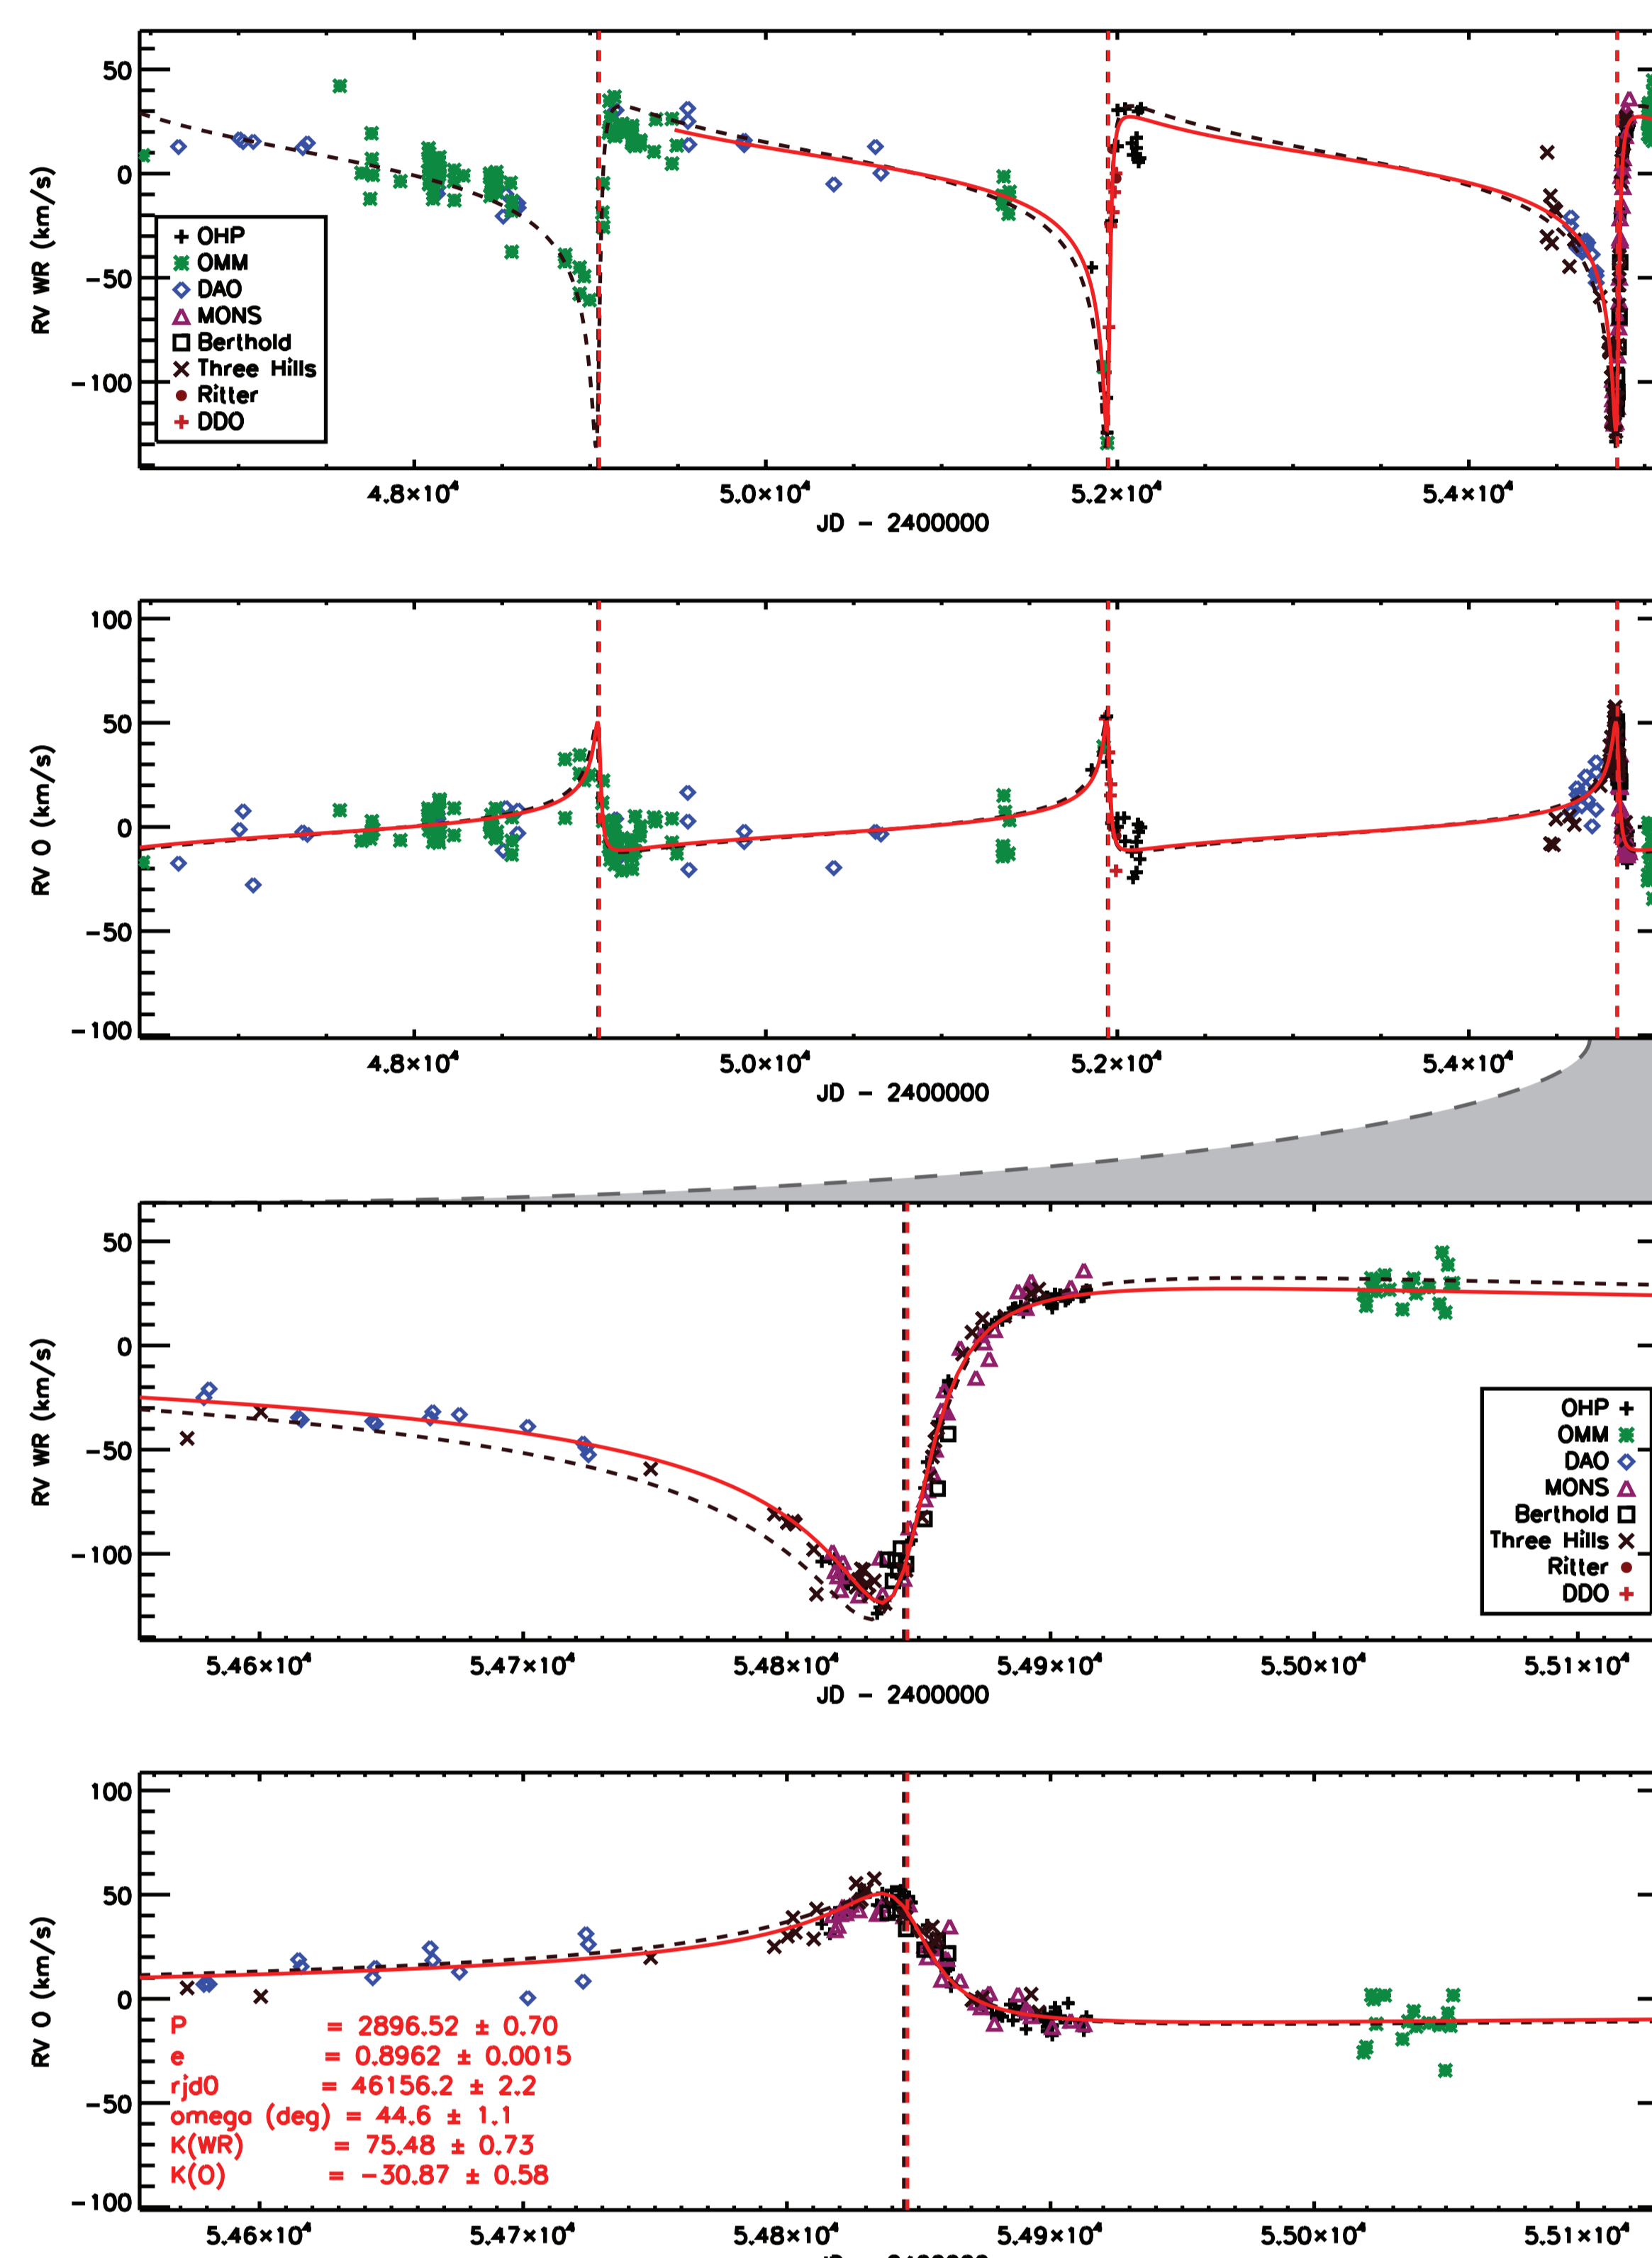 50
0
−50
−100
RV WR (km/s)
OHP
OMM
DAO
MONS
Berthold
Three Hills
Ritter
DDO
4.8×10⁴ 5.0×10⁴ 5.2×10⁴ 5.4×10⁴
JD − 2400000
100
50
0
−50
−100
RV O (km/s)
4.8×10⁴ 5.0×10⁴ 5.2×10⁴ 5.4×10⁴
JD − 2400000
50
0
−50
−100
RV WR (km/s)
OHP
OMM
DAO
MONS
Berthold
Three Hills
Ritter
DDO
5.46×10⁴ 5.47×10⁴ 5.48×10⁴ 5.49×10⁴ 5.50×10⁴ 5.51×10⁴
JD − 2400000
100
50
0
−50
−100
RV O (km/s)
P = 2896.52 ± 0.70
e = 0.8962 ± 0.0015
rjd0 = 46156.2 ± 2.2
omega (deg) = 44.6 ± 1.1
K(WR) = 75.48 ± 0.73
K(O) = −30.87 ± 0.58
5.46×10⁴ 5.47×10⁴ 5.48×10⁴ 5.49×10⁴ 5.50×10⁴ 5.51×10⁴